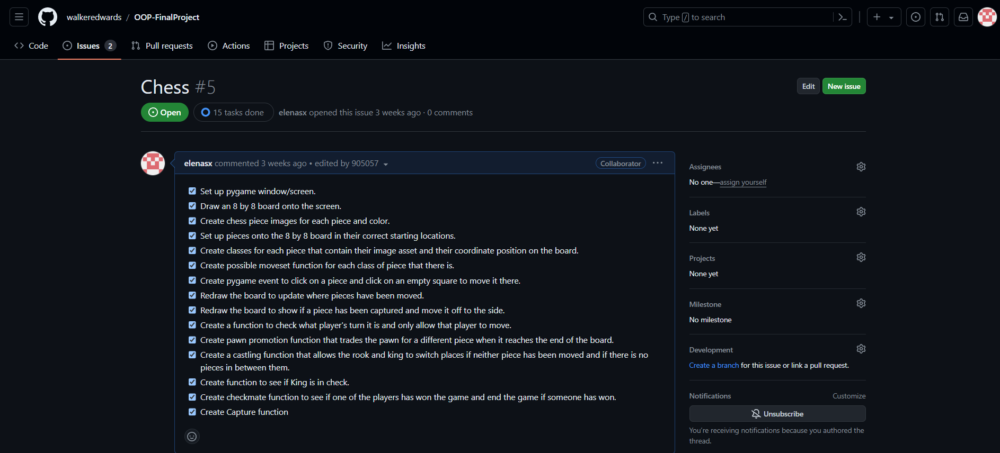 walkeredwards / OOP-FinalProject
Type / to search
Code
Issues 2
Pull requests
Actions
Projects
Security
Insights
Chess #5
Edit
New issue
Open
15 tasks done
elenasx opened this issue 3 weeks ago · 0 comments
elenasx commented 3 weeks ago • edited by 905057
Collaborator
Set up pygame window/screen.
Draw an 8 by 8 board onto the screen.
Create chess piece images for each piece and color.
Set up pieces onto the 8 by 8 board in their correct starting locations.
Create classes for each piece that contain their image asset and their coordinate position on the board.
Create possible moveset function for each class of piece that there is.
Create pygame event to click on a piece and click on an empty square to move it there.
Redraw the board to update where pieces have been moved.
Redraw the board to show if a piece has been captured and move it off to the side.
Create a function to check what player's turn it is and only allow that player to move.
Create pawn promotion function that trades the pawn for a different piece when it reaches the end of the board.
Create a castling function that allows the rook and king to switch places if neither piece has been moved and if there is no
pieces in between them.
Create function to see if King is in check.
Create checkmate function to see if one of the players has won the game and end the game if someone has won.
Create Capture function
Assignees
No one—assign yourself
Labels
None yet
Projects
None yet
Milestone
No milestone
Development
Create a branch for this issue or link a pull request.
Notifications
Customize
Unsubscribe
You're receiving notifications because you authored the
thread.